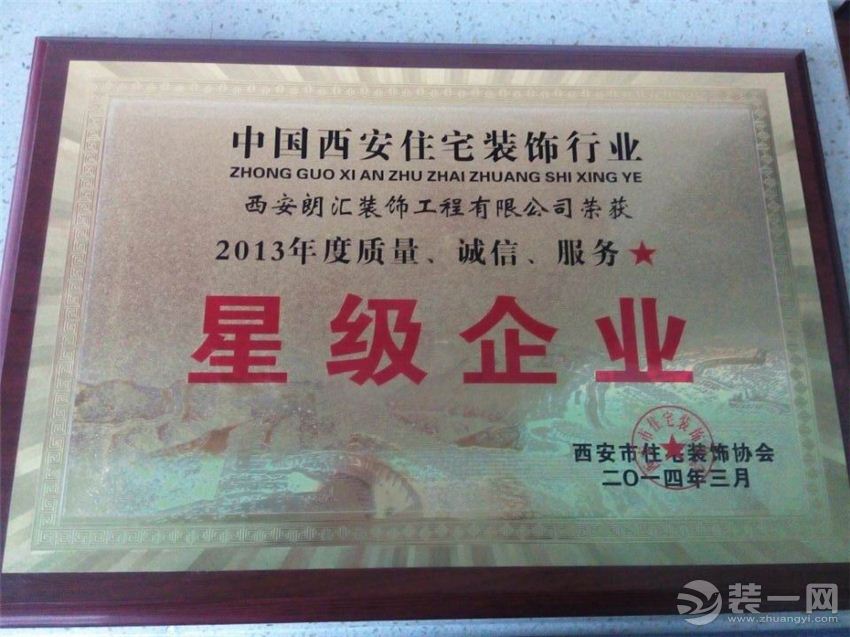 中国西安住宅装饰行业
ZHONG GUO XI AN ZHU ZHAI ZHUANG SHI XING YE
西安朗汇装饰工程有限公司荣获
2013年度质量、诚信、服务★
星级企业
西安市住宅装饰协会
二〇一四年三月
装一网
www.zhuangyi.com